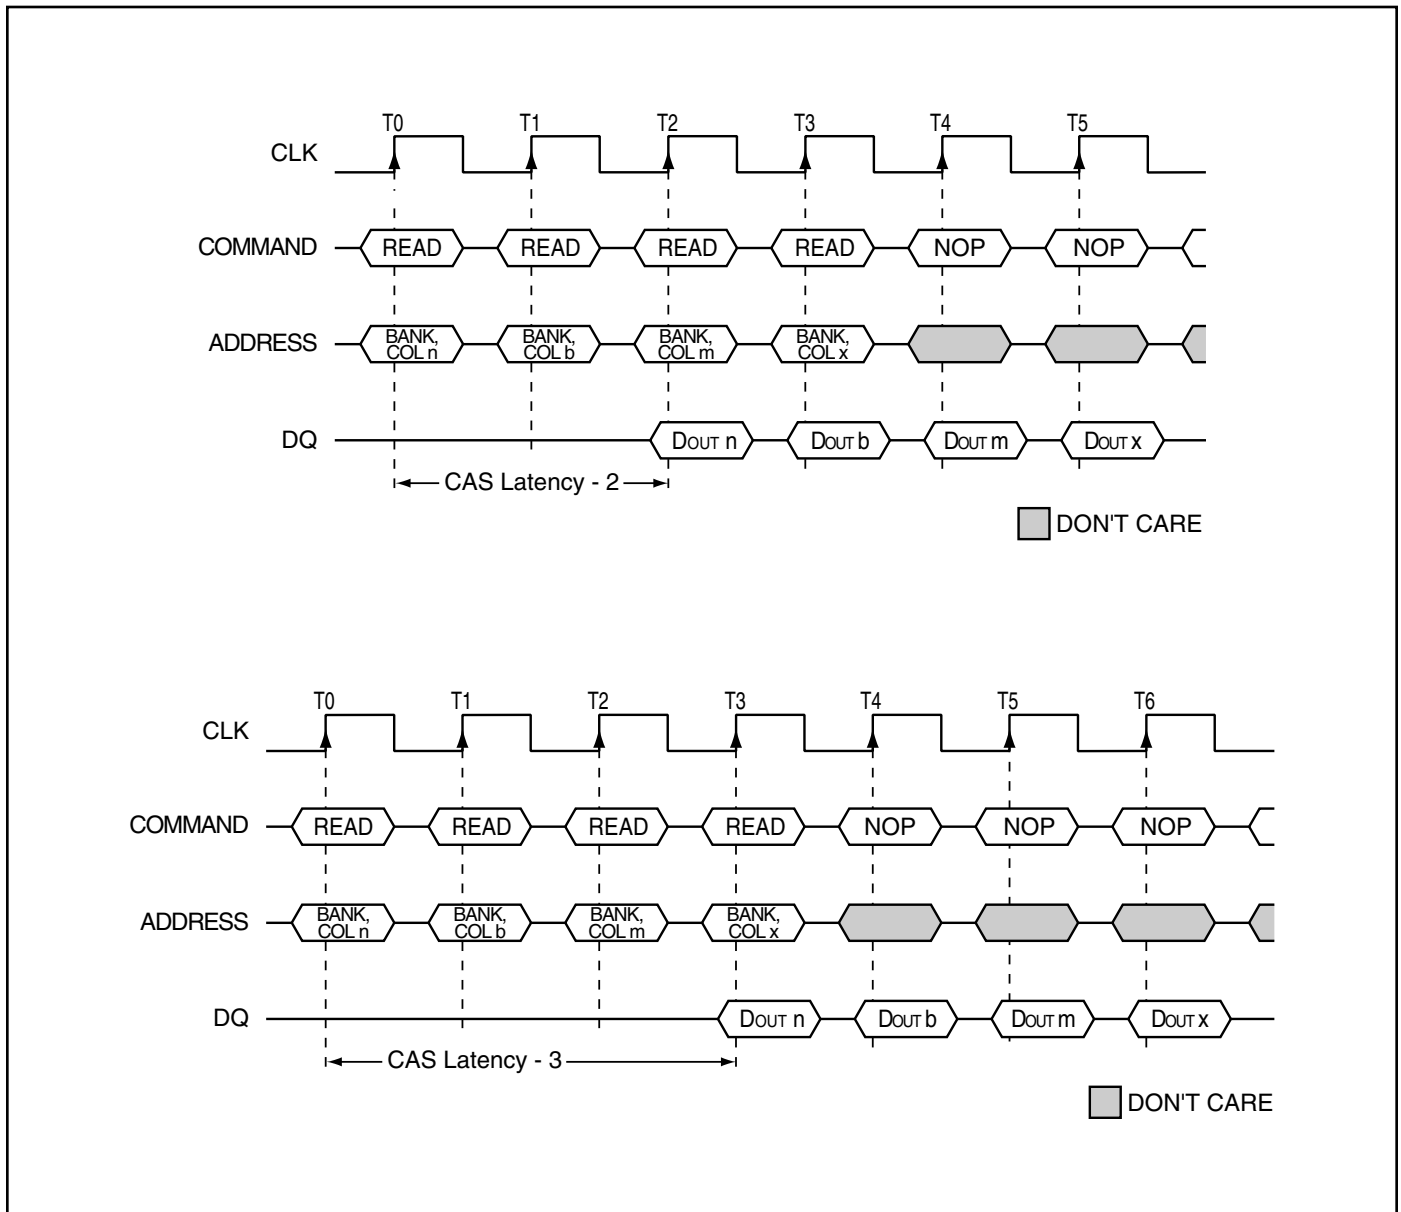 T0 T1 T2 T3 T4 T5
CLK
COMMAND READ READ READ READ NOP NOP
ADDRESS BANK, COL n BANK, COL b BANK, COL m BANK, COL x
DQ DOUT n DOUT b DOUT m DOUT x
CAS Latency - 2
DON'T CARE
T0 T1 T2 T3 T4 T5 T6
CLK
COMMAND READ READ READ READ NOP NOP NOP
ADDRESS BANK, COL n BANK, COL b BANK, COL m BANK, COL x
DQ DOUT n DOUT b DOUT m DOUT x
CAS Latency - 3
DON'T CARE